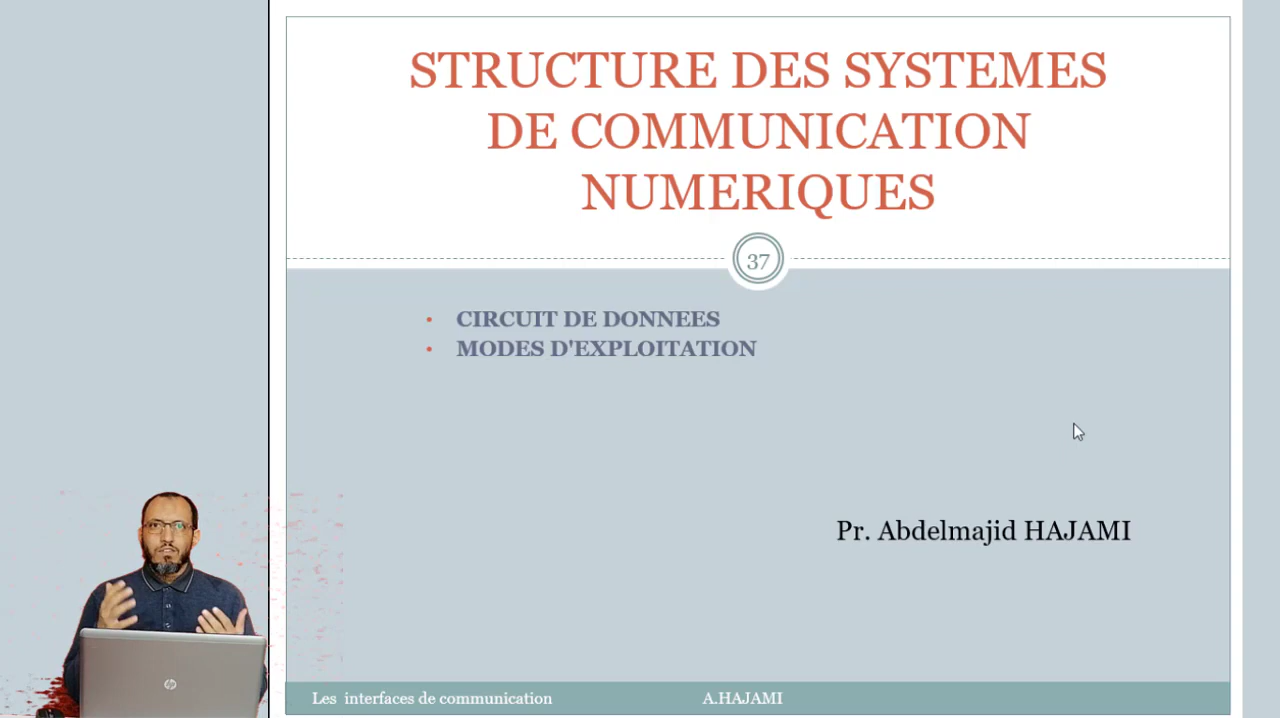 STRUCTURE DES SYSTEMES
DE COMMUNICATION
NUMERIQUES
37
• CIRCUIT DE DONNEES
• MODES D'EXPLOITATION
Pr. Abdelmajid HAJAMI
hp
Les interfaces de communication
A.HAJAMI